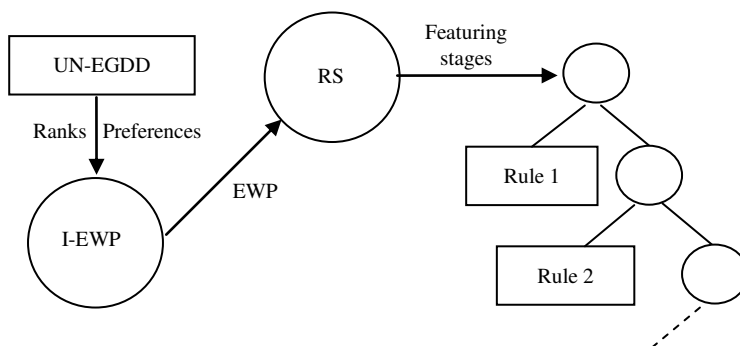 UN-EGDD
Ranks
Preferences
I-EWP
EWP
RS
Featuring
stages
Rule 1
Rule 2